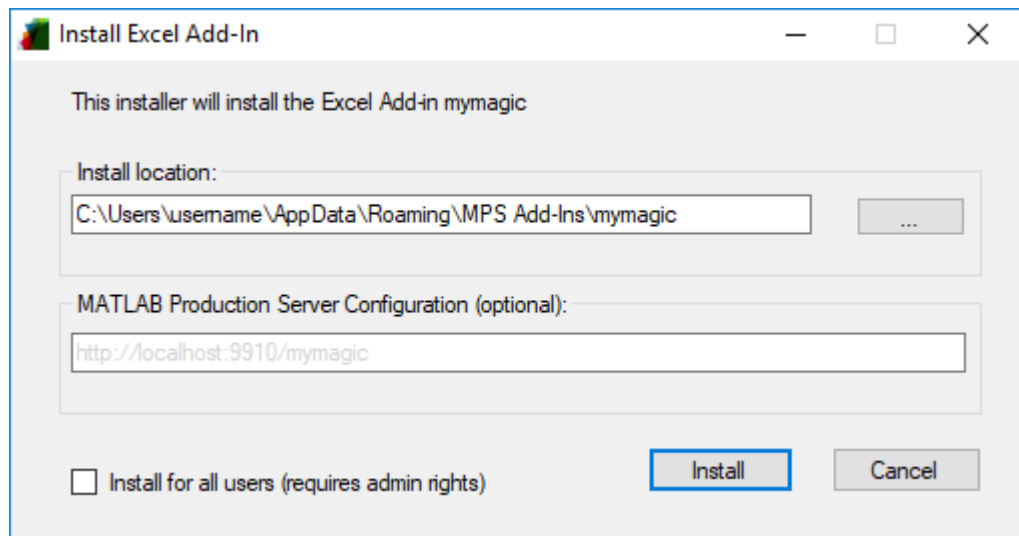 Install Excel Add-In
This installer will install the Excel Add-in mymagic
Install location:
C:\Users\username\AppData\Roaming\MPS Add-Ins\mymagic
...
MATLAB Production Server Configuration (optional):
http://localhost:9910/mymagic
Install for all users (requires admin rights)
Install
Cancel